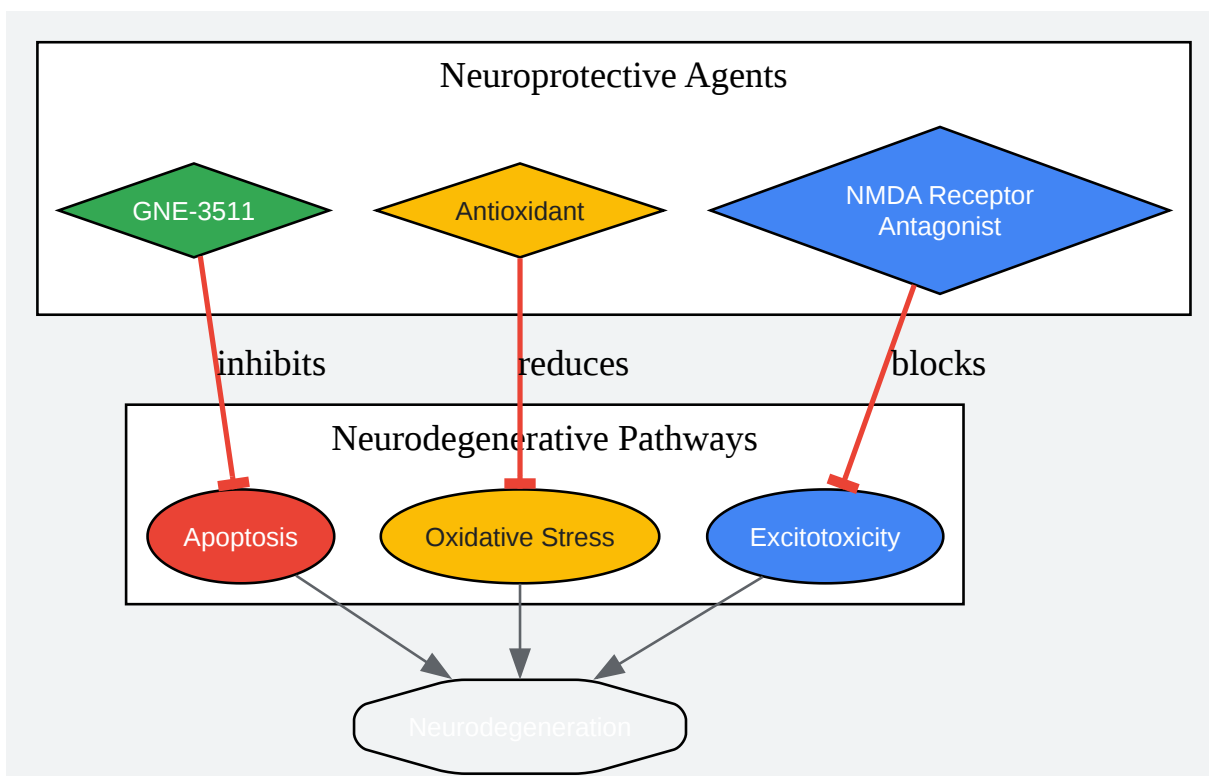 Neuroprotective Agents
GNE-3511
Antioxidant
NMDA Receptor
Antagonist
inhibits
reduces
blocks
Neurodegenerative Pathways
Apoptosis
Oxidative Stress
Excitotoxicity
Neurodegeneration